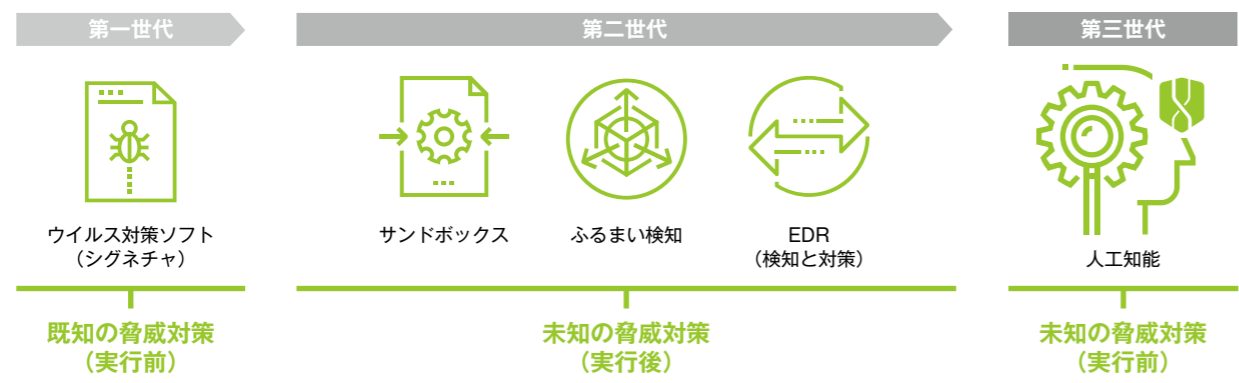 第一世代
第二世代
第三世代
ウイルス対策ソフト
（シグネチャ）
サンドボックス
ふるまい検知
EDR
（検知と対策）
人工知能
既知の脅威対策
（実行前）
未知の脅威対策
（実行後）
未知の脅威対策
（実行前）